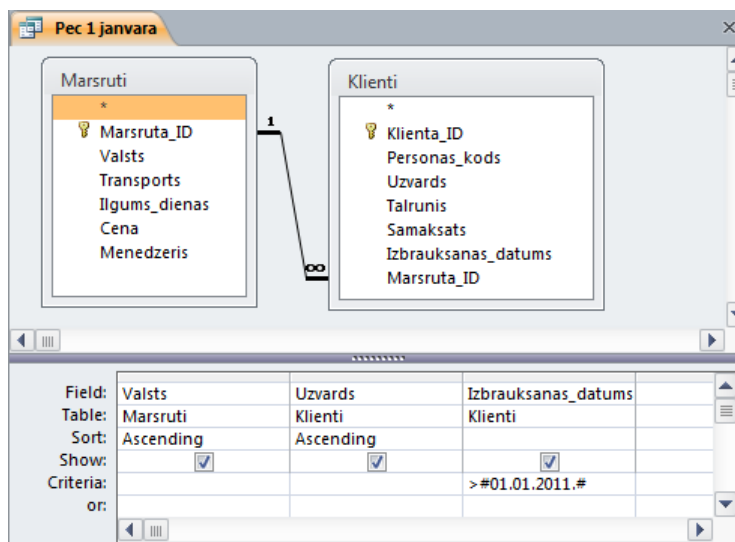 Pec 1 janvara
Marsruti
*
Marsruta_ID
Valsts
Transports
Ilgums_dienas
Cena
Menedzeris
1
∞
Klienti
*
Klienta_ID
Personas_kods
Uzvards
Talrunis
Samaksats
Izbrauksanas_datums
Marsruta_ID
Field: Valsts Uzvards Izbrauksanas_datums
Table: Marsruti Klienti Klienti
Sort: Ascending Ascending
Show:
Criteria: >#01.01.2011.#
or: